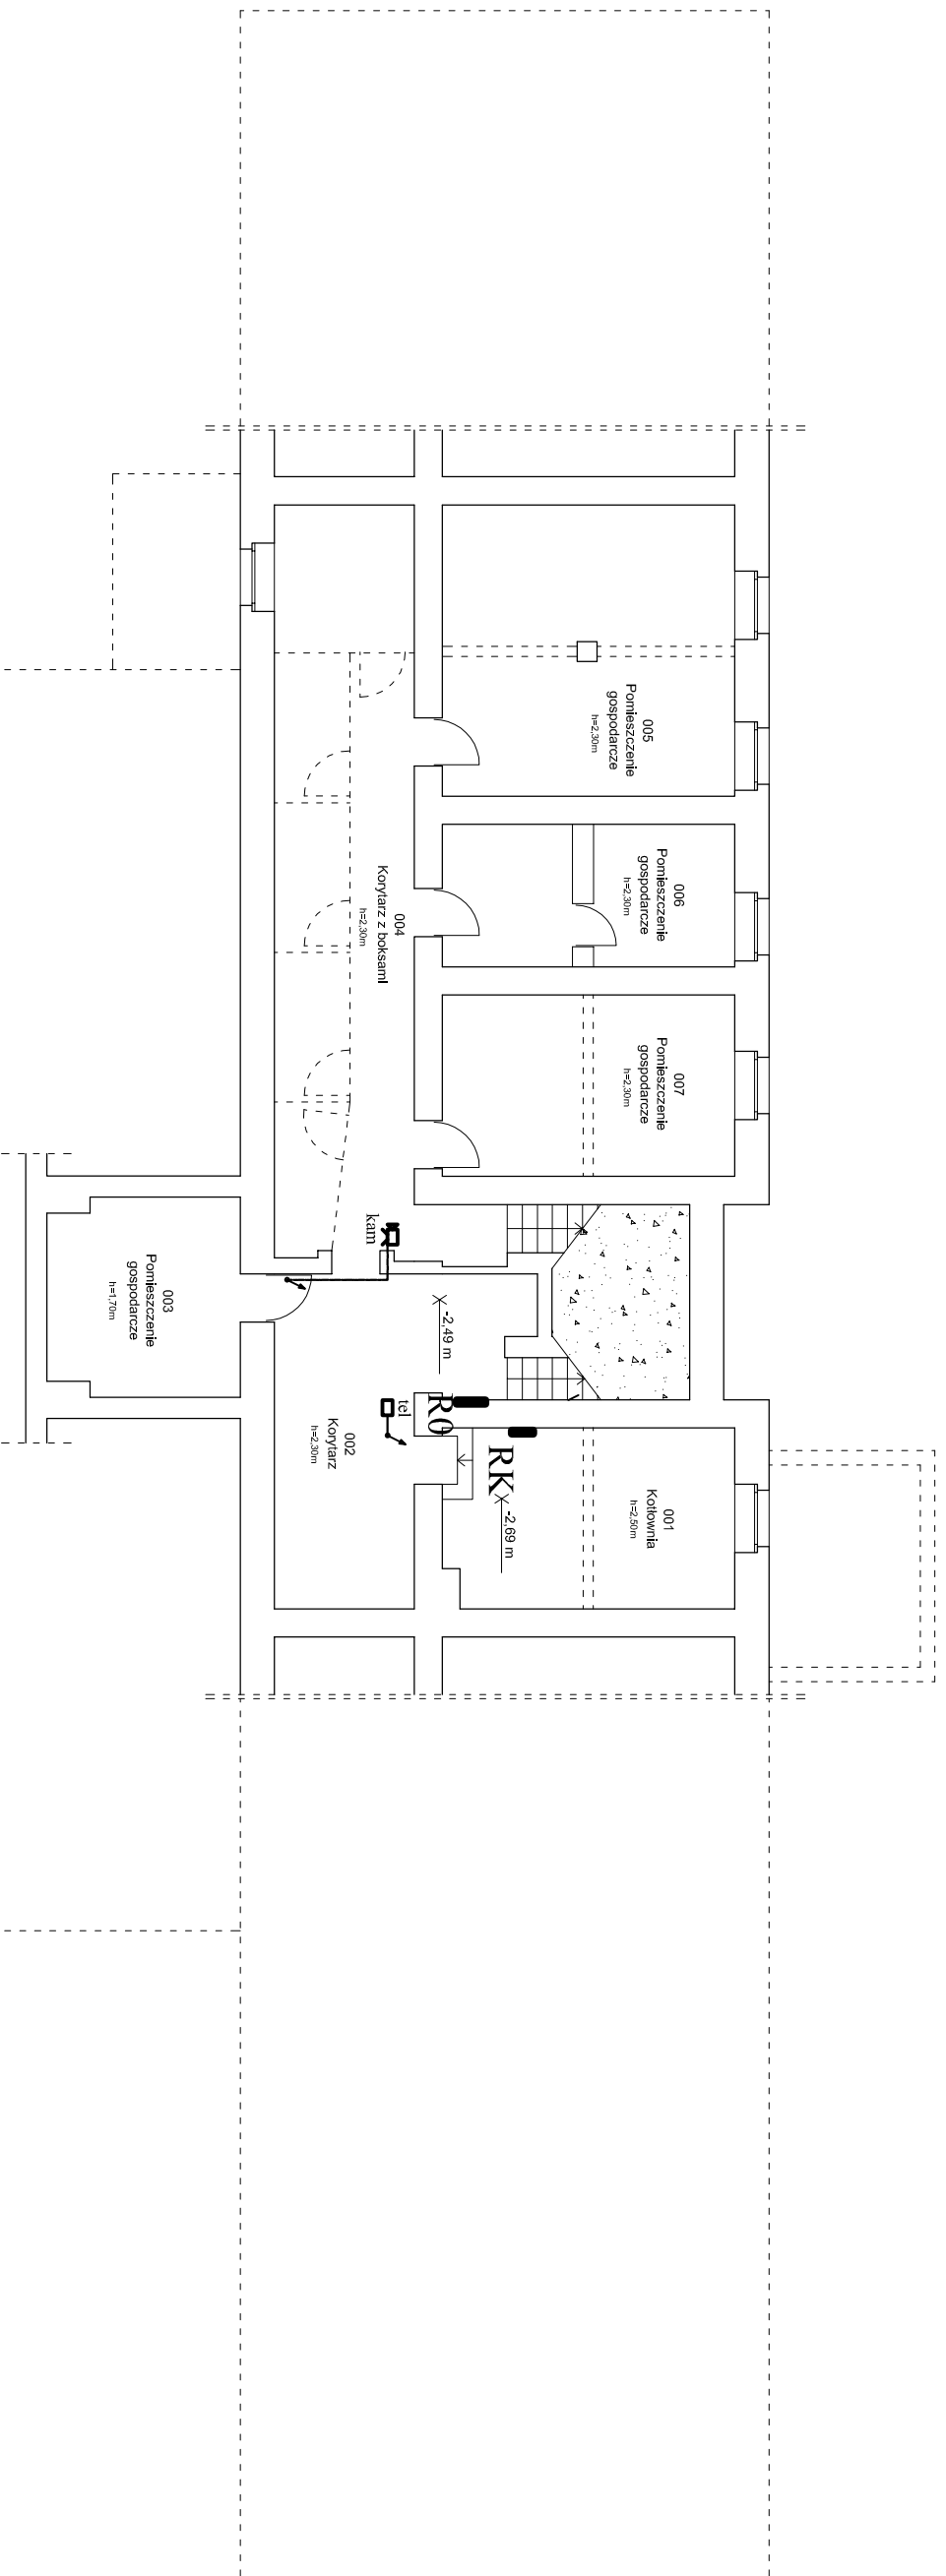 005
Pomieszczenie
gospodarcze
h=2,30m
006
Pomieszczenie
gospodarcze
h=2,30m
004
Korytarz z boksami
h=2,30m
007
Pomieszczenie
gospodarcze
h=2,30m
kam
003
Pomieszczenie
gospodarcze
h=1,70m
-2,49 m
tel
R0
002
Korytarz
h=2,30m
RK
-2,69 m
001
Kotłownia
h=2,50m